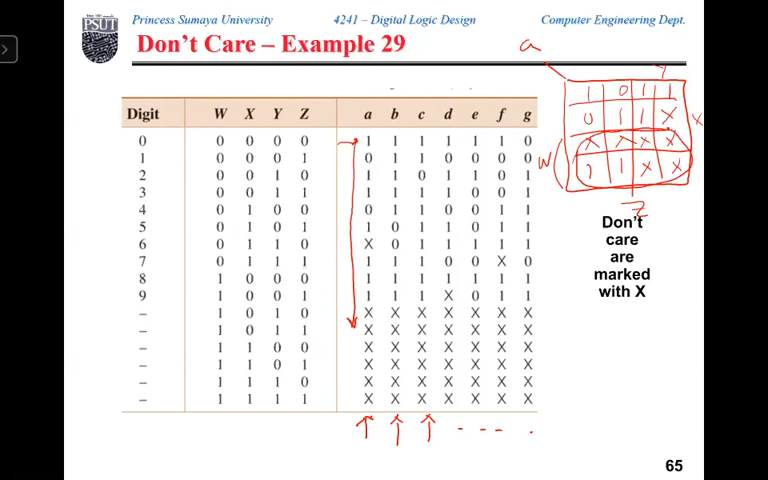 Princess Sumaya University 4241 - Digital Logic Design Computer Engineering Dept.
PSUT
Don't Care – Example 29
a
Digit W X Y Z a b c d e f g
0 0 0 0 0 1 1 1 1 1 1 0
1 0 0 0 1 0 1 1 0 0 0 0
2 0 0 1 0 1 1 0 1 1 0 1
3 0 0 1 1 1 1 1 1 0 0 1
4 0 1 0 0 0 1 1 0 0 1 1
5 0 1 0 1 1 0 1 1 0 1 1
6 0 1 1 0 X 0 1 1 1 1 1
7 0 1 1 1 1 1 1 0 0 X 0
8 1 0 0 0 1 1 1 1 1 1 1
9 1 0 0 1 1 1 1 X 0 1 1
– 1 0 1 0 X X X X X X X
– 1 0 1 1 X X X X X X X
– 1 1 0 0 X X X X X X X
– 1 1 0 1 X X X X X X X
– 1 1 1 0 X X X X X X X
– 1 1 1 1 X X X X X X X
Y
1 0 1 1
0 1 1 X
X X X X
1 1 X X
X
W
Z
Don't
care
are
marked
with X
65